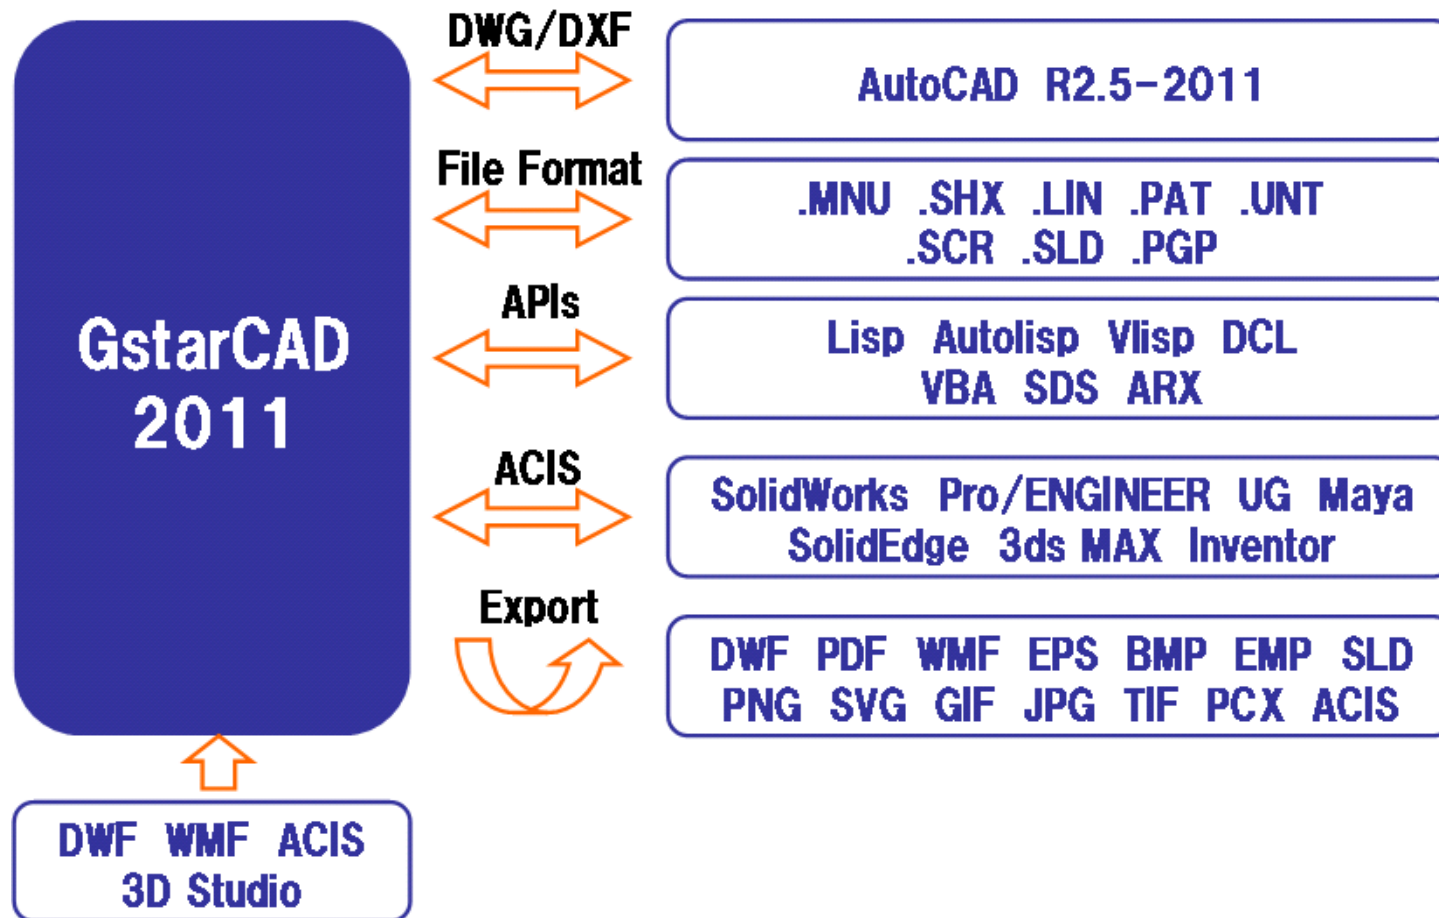 GstarCAD
2011
DWG/DXF
AutoCAD R2.5-2011
File Format
.MNU .SHX .LIN .PAT .UNT
.SCR .SLD .PGP
APIs
Lisp Autolisp Vlisp DCL
VBA SDS ARX
ACIS
SolidWorks Pro/ENGINEER UG Maya
SolidEdge 3ds MAX Inventor
Export
DWF PDF WMF EPS BMP EMP SLD
PNG SVG GIF JPG TIF PCX ACIS
DWF WMF ACIS
3D Studio